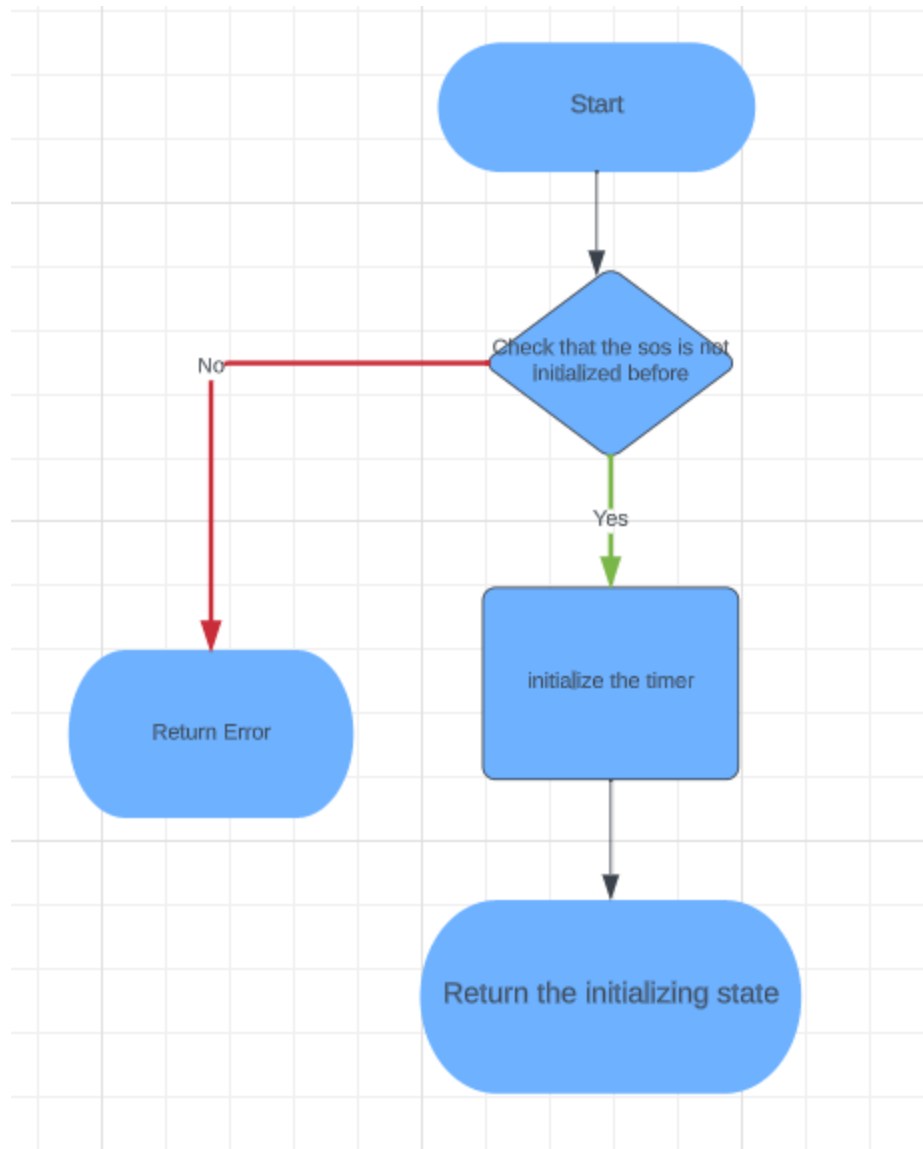 Start
Check that the sos is not
initialized before
No
Yes
initialize the timer
Return Error
Return the initializing state